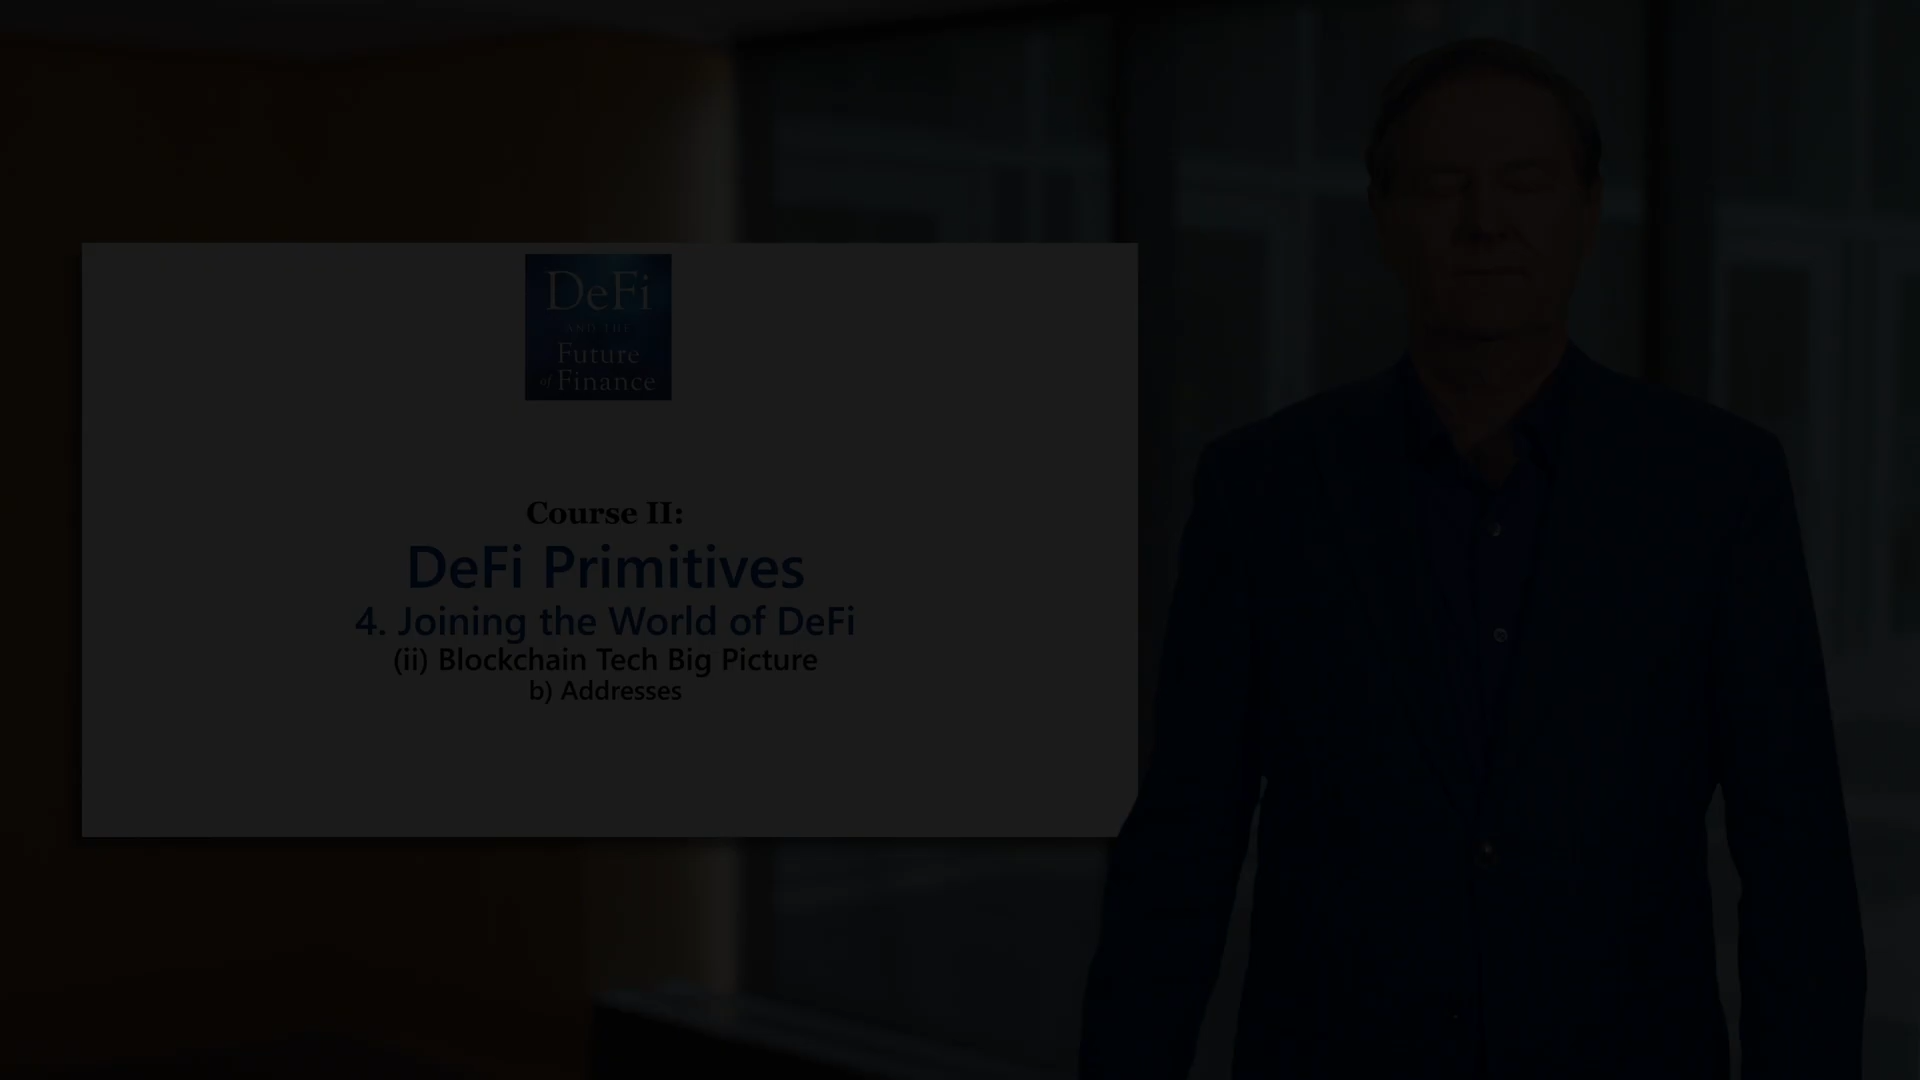 DeFi
AND THE
Future
of Finance
Course II:
DeFi Primitives
4. Joining the World of DeFi
(ii) Blockchain Tech Big Picture
b) Addresses